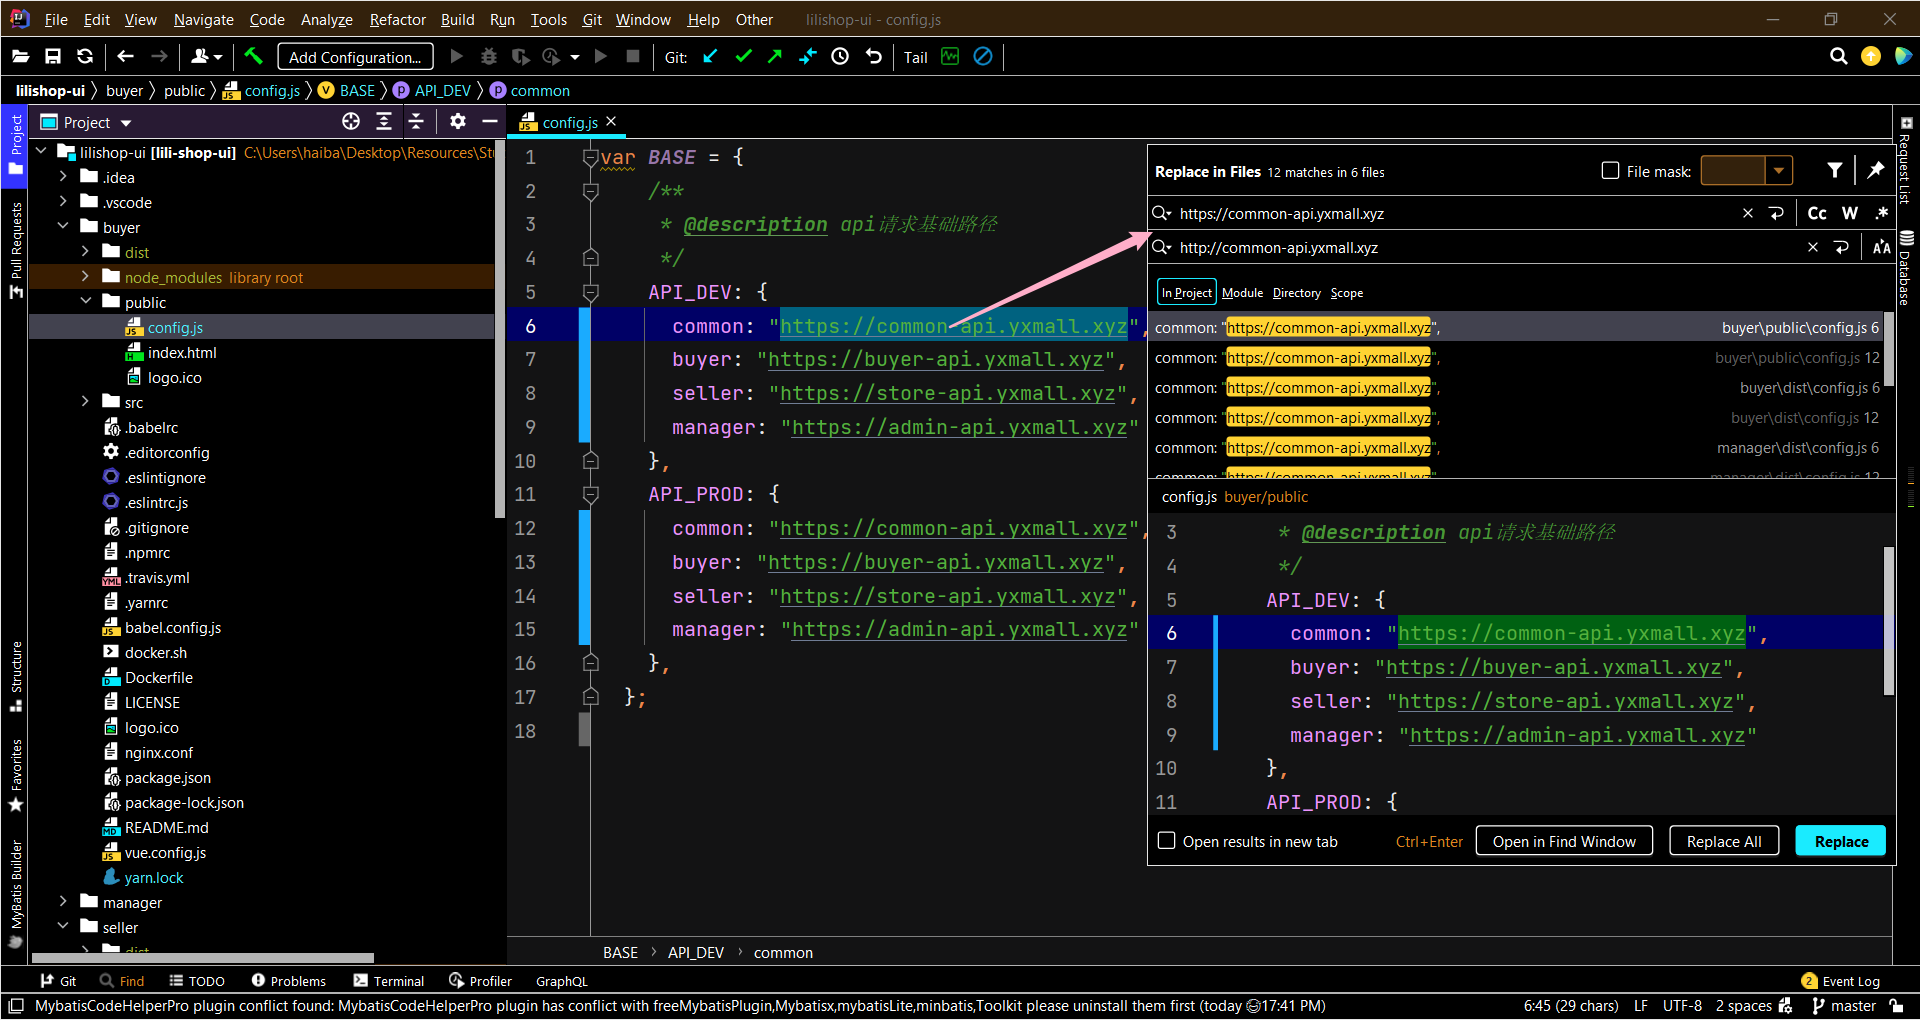 File Edit View Navigate Code Analyze Refactor Build Run Tools Git Window Help Other lilishop-ui - config.js
Add Configuration... Git: Tail
lilishop-ui buyer public config.js BASE API_DEV common
Project
Pull Requests
Structure
Favorites
MyBatis Builder
Project
lilishop-ui [lili-shop-ui] C:\Users\haiba\Desktop\Resources\Stu
.idea
.vscode
buyer
dist
node_modules library root
public
config.js
index.html
logo.ico
src
.babelrc
.editorconfig
.eslintignore
.eslintrc.js
.gitignore
.npmrc
.travis.yml
.yarnrc
babel.config.js
docker.sh
Dockerfile
LICENSE
logo.ico
nginx.conf
package.json
package-lock.json
README.md
vue.config.js
yarn.lock
manager
seller
dist
config.js
1 var BASE = {
2 /**
3 * @description api请求基础路径
4 */
5 API_DEV: {
6 common: "https://common-api.yxmall.xyz",
7 buyer: "https://buyer-api.yxmall.xyz",
8 seller: "https://store-api.yxmall.xyz",
9 manager: "https://admin-api.yxmall.xyz"
10 },
11 API_PROD: {
12 common: "https://common-api.yxmall.xyz",
13 buyer: "https://buyer-api.yxmall.xyz",
14 seller: "https://store-api.yxmall.xyz",
15 manager: "https://admin-api.yxmall.xyz"
16 },
17 };
18
BASE API_DEV common
Replace in Files 12 matches in 6 files File mask:
https://common-api.yxmall.xyz Cc W .*
http://common-api.yxmall.xyz
In Project Module Directory Scope
common: "https://common-api.yxmall.xyz", buyer\public\config.js 6
common: "https://common-api.yxmall.xyz", buyer\public\config.js 12
common: "https://common-api.yxmall.xyz", buyer\dist\config.js 6
common: "https://common-api.yxmall.xyz", buyer\dist\config.js 12
common: "https://common-api.yxmall.xyz", manager\dist\config.js 6
common: "https://common-api.yxmall.xyz", manager\dist\config.js 12
config.js buyer/public
3 * @description api请求基础路径
4 */
5 API_DEV: {
6 common: "https://common-api.yxmall.xyz",
7 buyer: "https://buyer-api.yxmall.xyz",
8 seller: "https://store-api.yxmall.xyz",
9 manager: "https://admin-api.yxmall.xyz"
10 },
11 API_PROD: {
Open results in new tab Ctrl+Enter Open in Find Window Replace All Replace
Request List
Database
Git Find TODO Problems Terminal Profiler GraphQL 2 Event Log
MybatisCodeHelperPro plugin conflict found: MybatisCodeHelperPro plugin has conflict with freeMybatisPlugin,Mybatisx,mybatisLite,minbatis,Toolkit please uninstall them first (today 17:41 PM) 6:45 (29 chars) LF UTF-8 2 spaces master